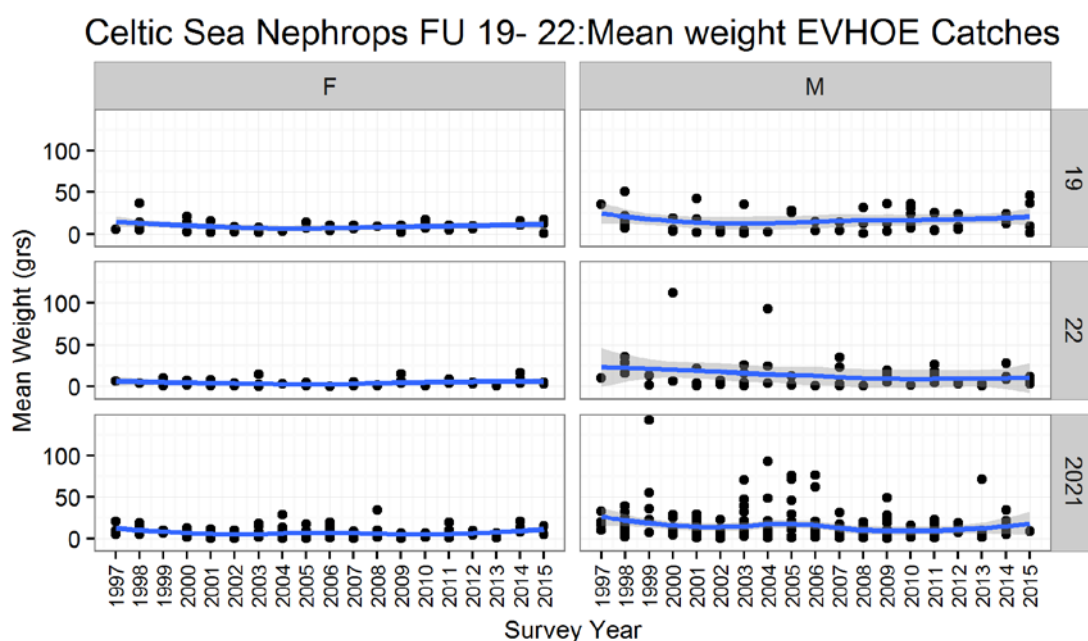 Celtic Sea Nephrops FU 19- 22:Mean weight EVHOE Catches
F M
100
50
0
19
100
50
0
22
100
50
0
2021
Mean Weight (grs)
1997 1998 1999 2000 2001 2002 2003 2004 2005 2006 2007 2008 2009 2010 2011 2012 2013 2014 2015
1997 1998 1999 2000 2001 2002 2003 2004 2005 2006 2007 2008 2009 2010 2011 2012 2013 2014 2015
Survey Year